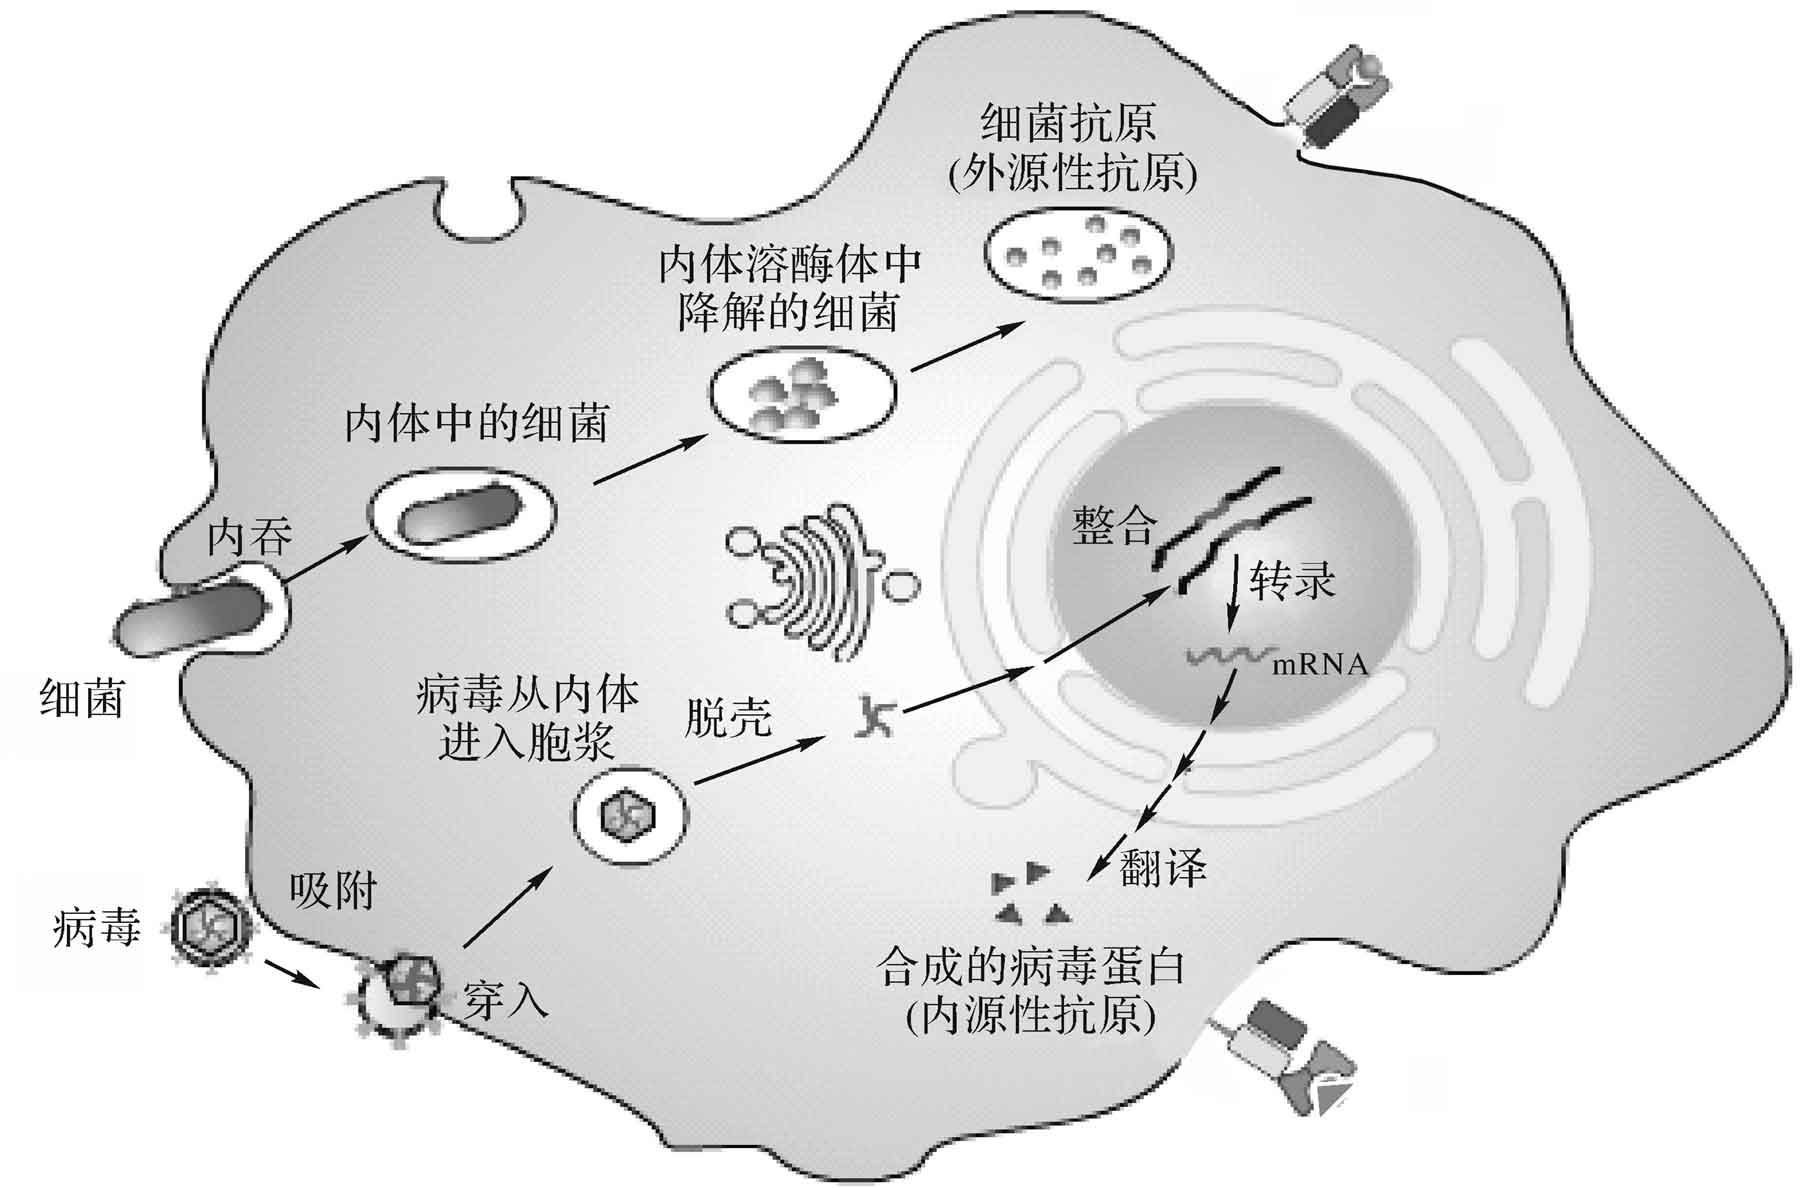 细菌抗原
(外源性抗原)
内体溶酶体中
降解的细菌
内体中的细菌
内吞
细菌
整合
转录
mRNA
病毒从内体
进入胞浆
脱壳
吸附
病毒
穿入
翻译
合成的病毒蛋白
(内源性抗原)